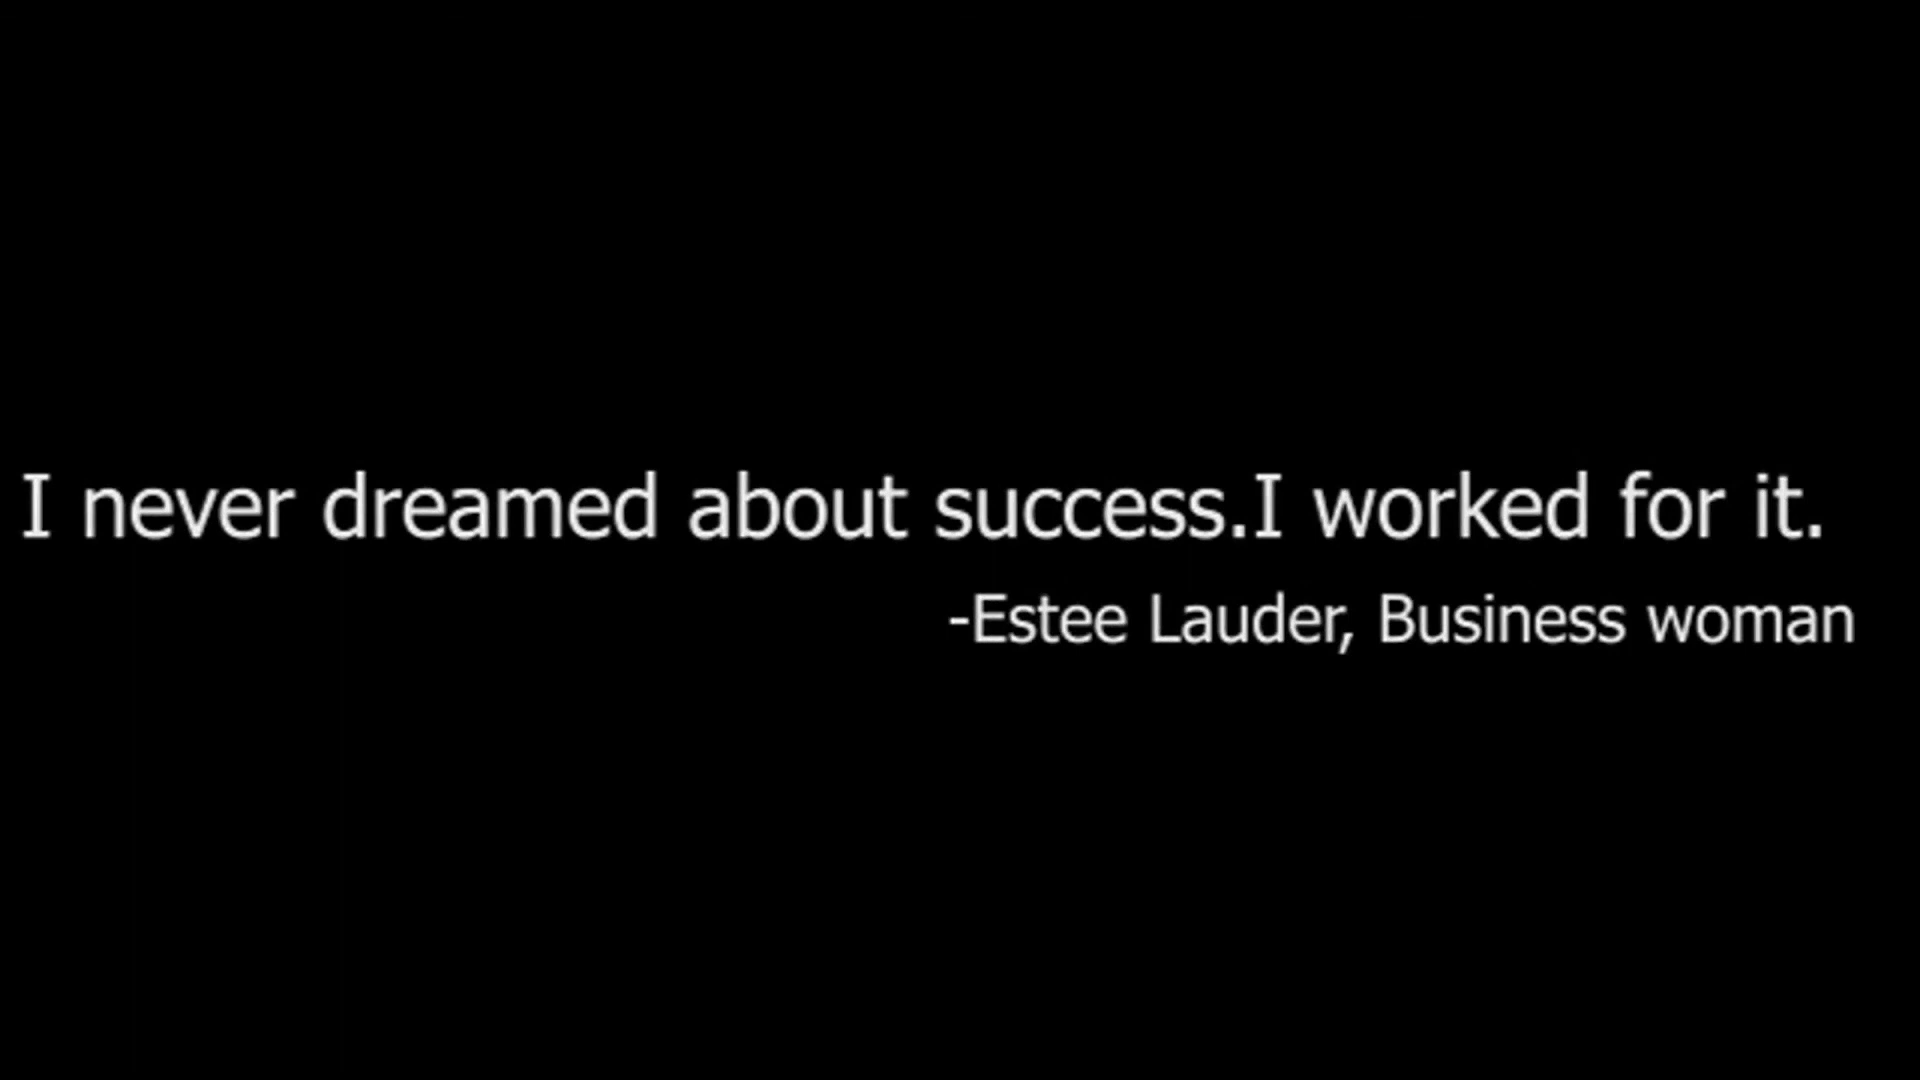 I never dreamed about success.I worked for it.
-Estee Lauder, Business woman